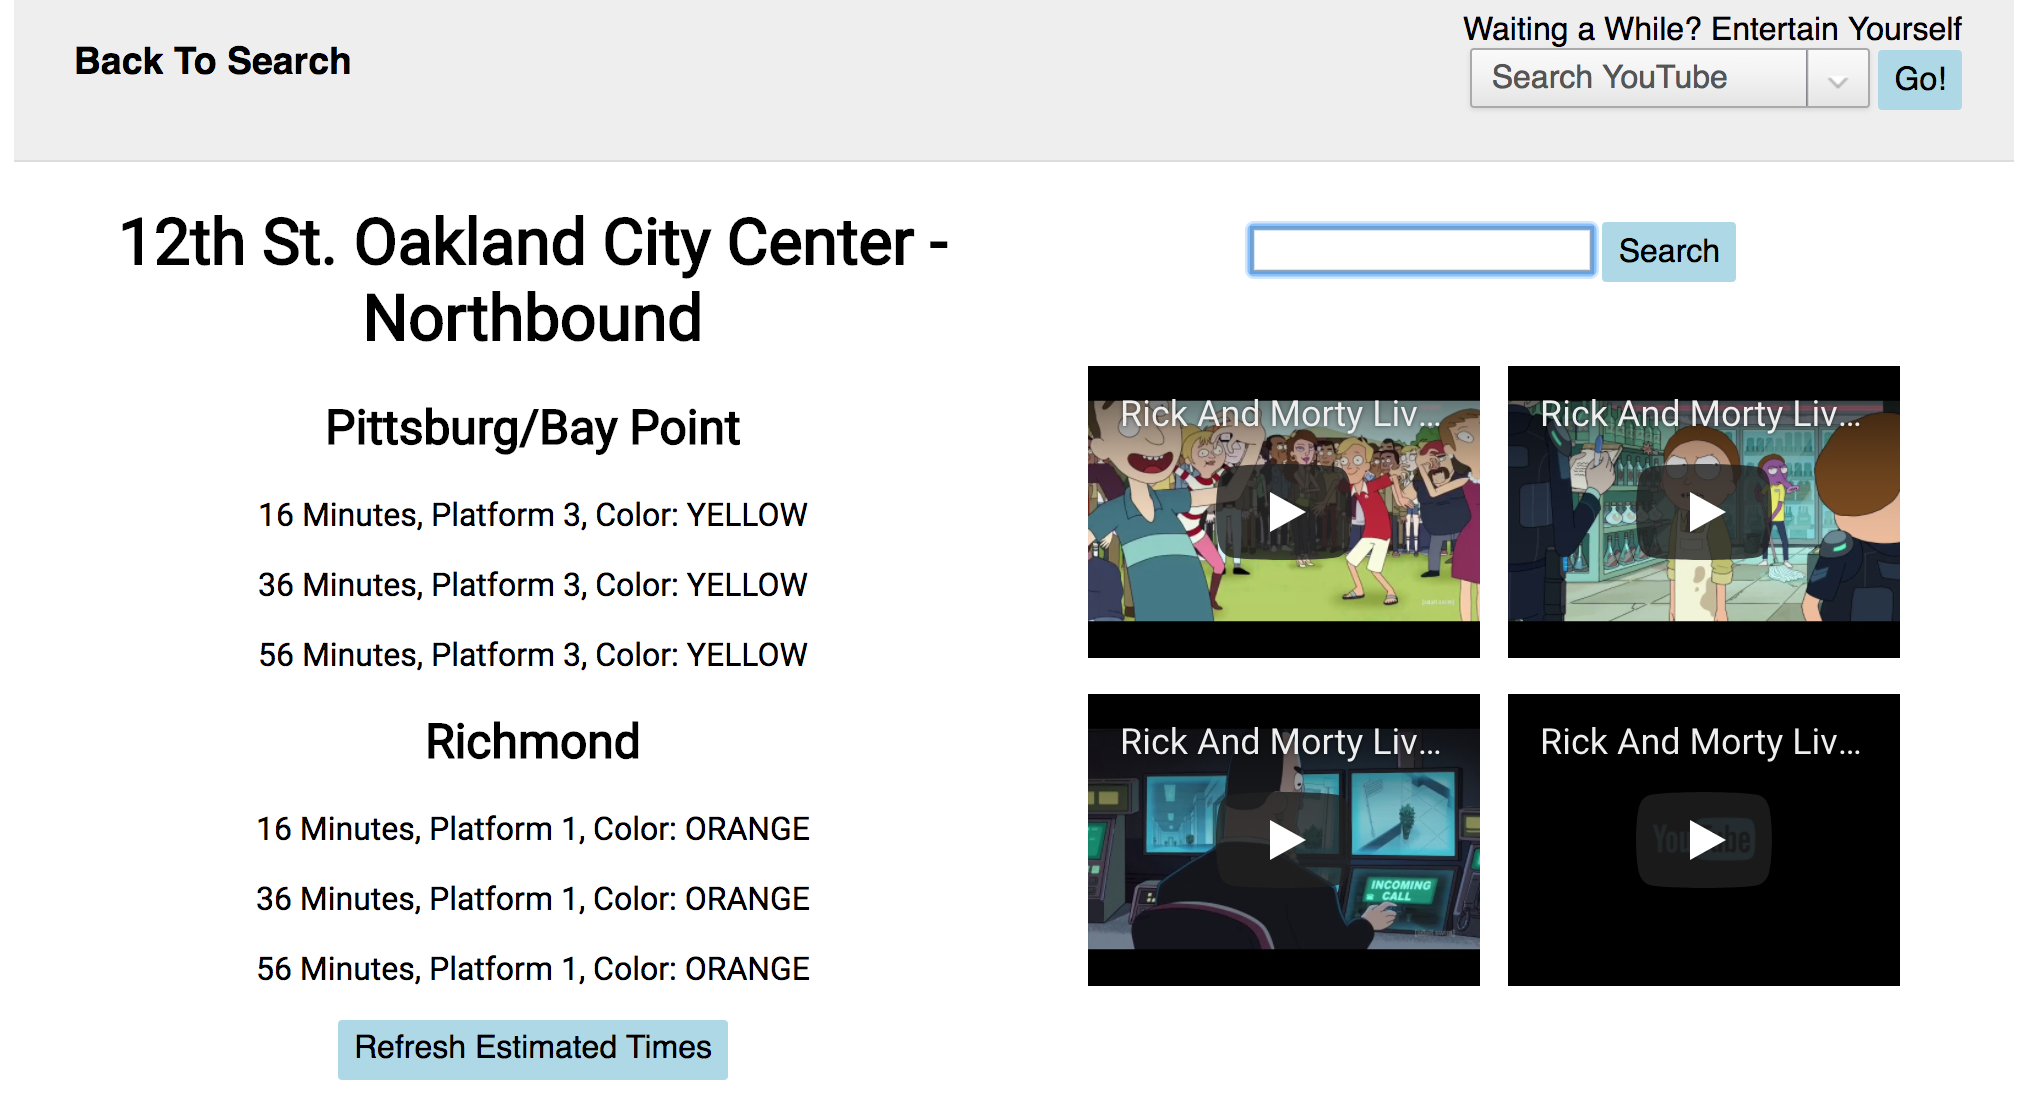 Back To Search
Waiting a While? Entertain Yourself
Search YouTube
Go!
12th St. Oakland City Center -
Northbound
Search
Pittsburg/Bay Point
16 Minutes, Platform 3, Color: YELLOW
36 Minutes, Platform 3, Color: YELLOW
56 Minutes, Platform 3, Color: YELLOW
Richmond
16 Minutes, Platform 1, Color: ORANGE
36 Minutes, Platform 1, Color: ORANGE
56 Minutes, Platform 1, Color: ORANGE
Refresh Estimated Times
Rick And Morty Liv...
Rick And Morty Liv...
Rick And Morty Liv...
INCOMING
CALL
Rick And Morty Liv...